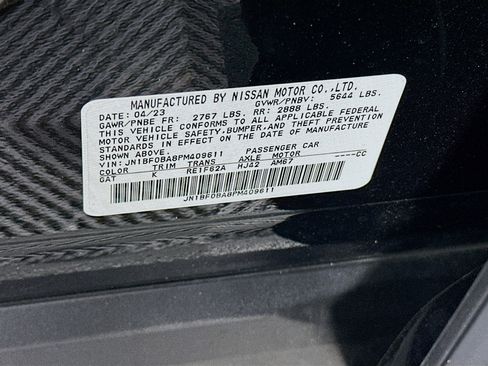 MANUFACTURED BY NISSAN MOTOR CO.,LTD.
DATE: 04/23 GVWR/PNBV: 5644 LBS.
GAWR/PNBE FR: 2767 LBS. RR: 2888 LBS.
THIS VEHICLE CONFORMS TO ALL APPLICABLE FEDERAL
MOTOR VEHICLE SAFETY,BUMPER,AND THEFT PREVENTION
STANDARDS IN EFFECT ON THE DATE OF MANUFACTURE
SHOWN ABOVE.
VIN:JN1BF0BA8PM409611 PASSENGER CAR
COLOR TRIM TRANS AXLE MOTOR ----CC
GAT K RE1F62A HJ42 AM67
JN1BF0BA8PM409611